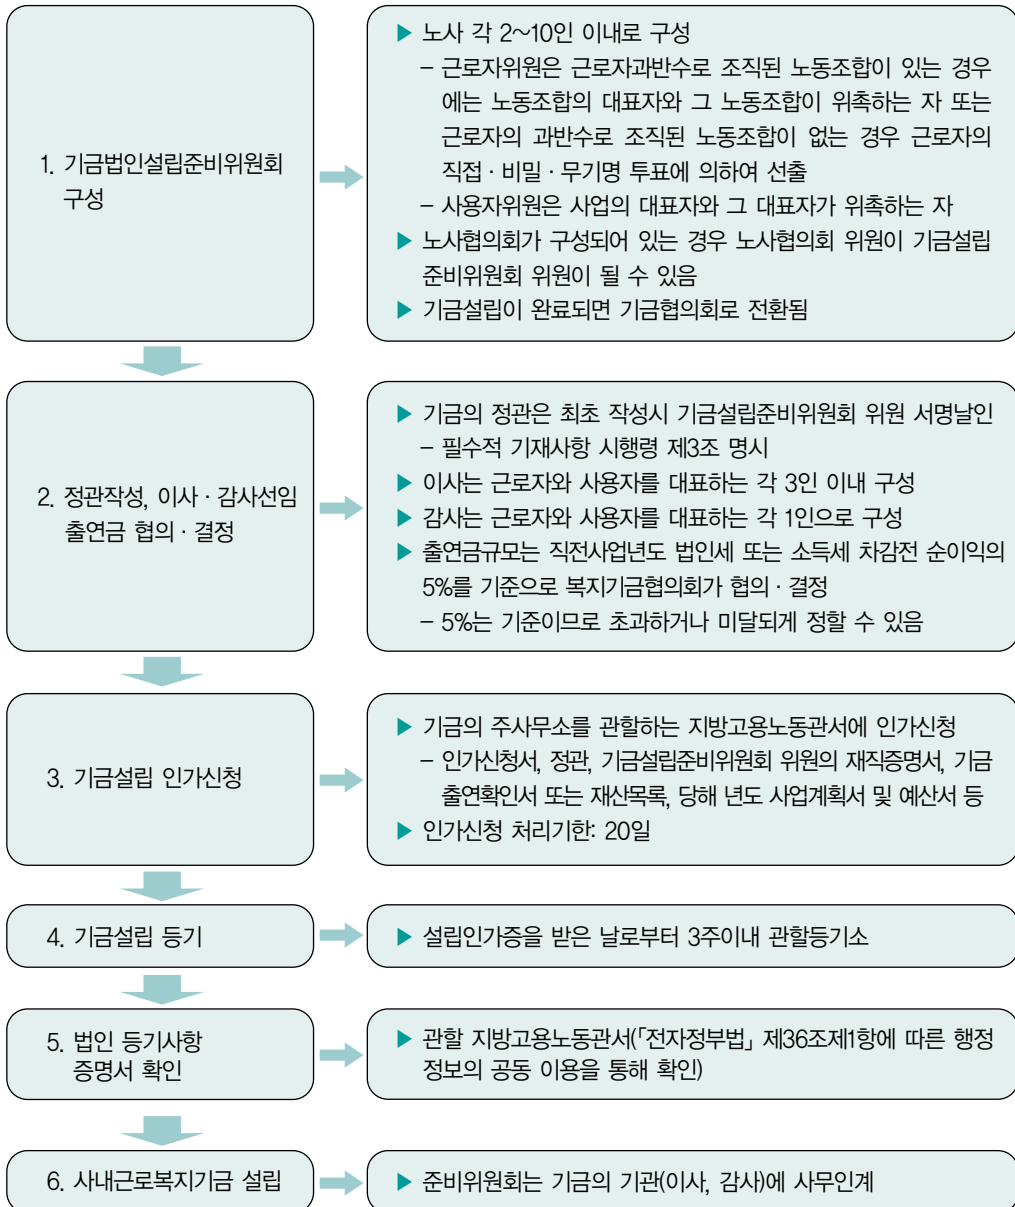 1. 기금법인설립준비위원회
구성
▶ 노사 각 2~10인 이내로 구성
– 근로자위원은 근로자과반수로 조직된 노동조합이 있는 경우
에는 노동조합의 대표자와 그 노동조합이 위촉하는 자 또는
근로자의 과반수로 조직된 노동조합이 없는 경우 근로자의
직접 · 비밀 · 무기명 투표에 의하여 선출
– 사용자위원은 사업의 대표자와 그 대표자가 위촉하는 자
▶ 노사협의회가 구성되어 있는 경우 노사협의회 위원이 기금설립
준비위원회 위원이 될 수 있음
▶ 기금설립이 완료되면 기금협의회로 전환됨
2. 정관작성, 이사 · 감사선임
출연금 협의 · 결정
▶ 기금의 정관은 최초 작성시 기금설립준비위원회 위원 서명날인
– 필수적 기재사항 시행령 제3조 명시
▶ 이사는 근로자와 사용자를 대표하는 각 3인 이내 구성
▶ 감사는 근로자와 사용자를 대표하는 각 1인으로 구성
▶ 출연금규모는 직전사업년도 법인세 또는 소득세 차감전 순이익의
5%를 기준으로 복지기금협의회가 협의 · 결정
– 5%는 기준이므로 초과하거나 미달되게 정할 수 있음
3. 기금설립 인가신청
▶ 기금의 주사무소를 관할하는 지방고용노동관서에 인가신청
– 인가신청서, 정관, 기금설립준비위원회 위원의 재직증명서, 기금
출연확인서 또는 재산목록, 당해 년도 사업계획서 및 예산서 등
▶ 인가신청 처리기한: 20일
4. 기금설립 등기
▶ 설립인가증을 받은 날로부터 3주이내 관할등기소
5. 법인 등기사항
증명서 확인
▶ 관할 지방고용노동관서(「전자정부법」 제36조제1항에 따른 행정
정보의 공동 이용을 통해 확인)
6. 사내근로복지기금 설립
▶ 준비위원회는 기금의 기관(이사, 감사)에 사무인계